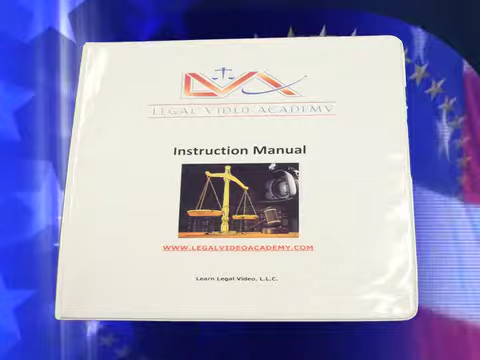 LVA
LEGAL VIDEO ACADEMY
Instruction Manual
WWW.LEGALVIDEOACADEMY.COM
Learn Legal Video, L.L.C.